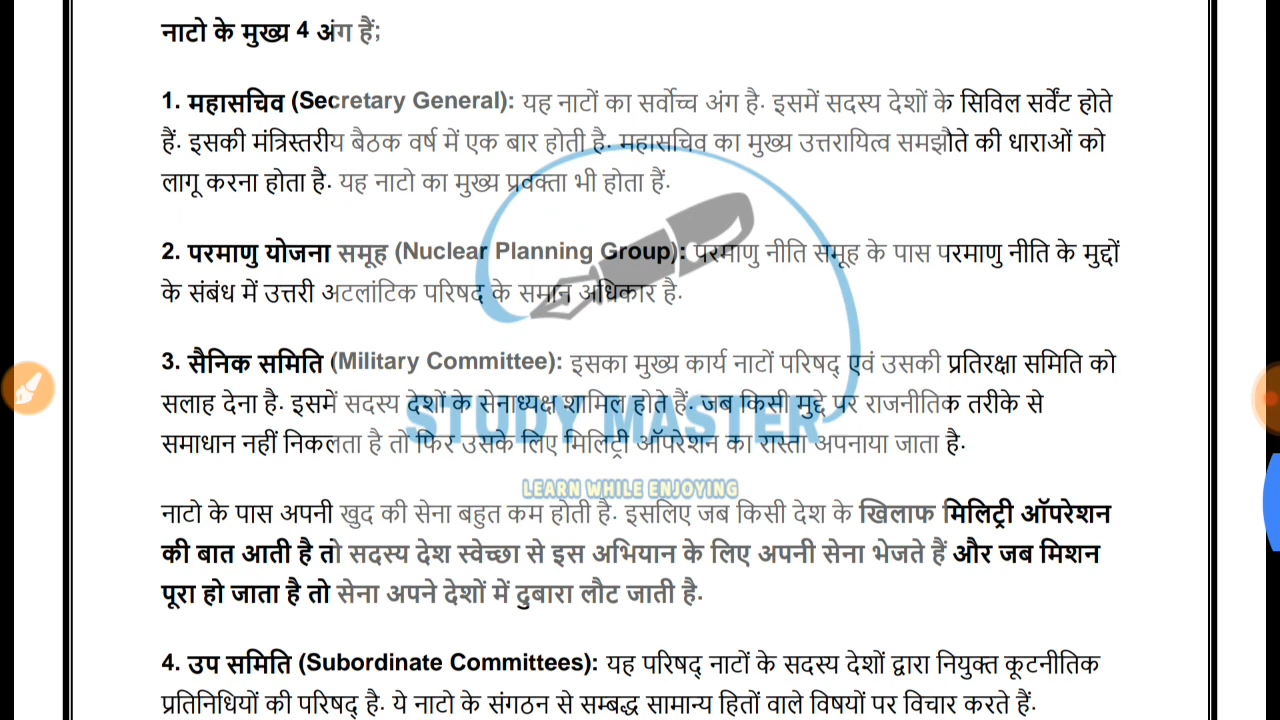 नाटो के मुख्य 4 अंग हैं;
1. महासचिव (Secretary General): यह नाटों का सर्वोच्च अंग है. इसमें सदस्य देशों के सिविल सर्वेंट होते
हैं. इसकी मंत्रिस्तरीय बैठक वर्ष में एक बार होती है. महासचिव का मुख्य उत्तरायित्व समझौते की धाराओं को
लागू करना होता है. यह नाटो का मुख्य प्रवक्ता भी होता हैं.
2. परमाणु योजना समूह (Nuclear Planning Group): परमाणु नीति समूह के पास परमाणु नीति के मुद्दों
के संबंध में उत्तरी अटलांटिक परिषद के समान अधिकार है.
3. सैनिक समिति (Military Committee): इसका मुख्य कार्य नाटों परिषद् एवं उसकी प्रतिरक्षा समिति को
सलाह देना है. इसमें सदस्य देशों के सेनाध्यक्ष शामिल होते हैं. जब किसी मुद्दे पर राजनीतिक तरीके से
STUDY MASTER
समाधान नहीं निकलता है तो फिर उसके लिए मिलिट्री ऑपरेशन का रास्ता अपनाया जाता है.
LEARN WHILE ENJOYING
नाटो के पास अपनी खुद की सेना बहुत कम होती है. इसलिए जब किसी देश के खिलाफ मिलिट्री ऑपरेशन
की बात आती है तो सदस्य देश स्वेच्छा से इस अभियान के लिए अपनी सेना भेजते हैं और जब मिशन
पूरा हो जाता है तो सेना अपने देशों में दुबारा लौट जाती है.
4. उप समिति (Subordinate Committees): यह परिषद् नाटों के सदस्य देशों द्वारा नियुक्त कूटनीतिक
प्रतिनिधियों की परिषद् है. ये नाटो के संगठन से सम्बद्ध सामान्य हितों वाले विषयों पर विचार करते हैं.